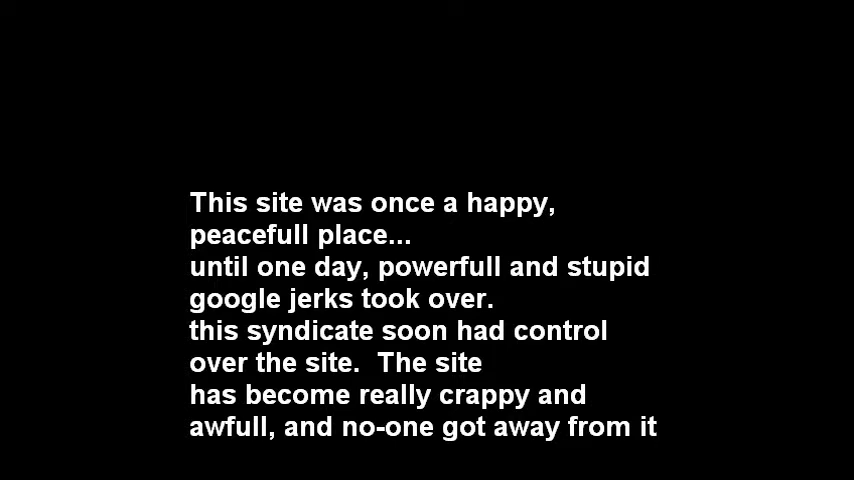 This site was once a happy,
peacefull place...
until one day, powerfull and stupid
google jerks took over.
this syndicate soon had control
over the site.  The site
has become really crappy and
awfull, and no-one got away from it